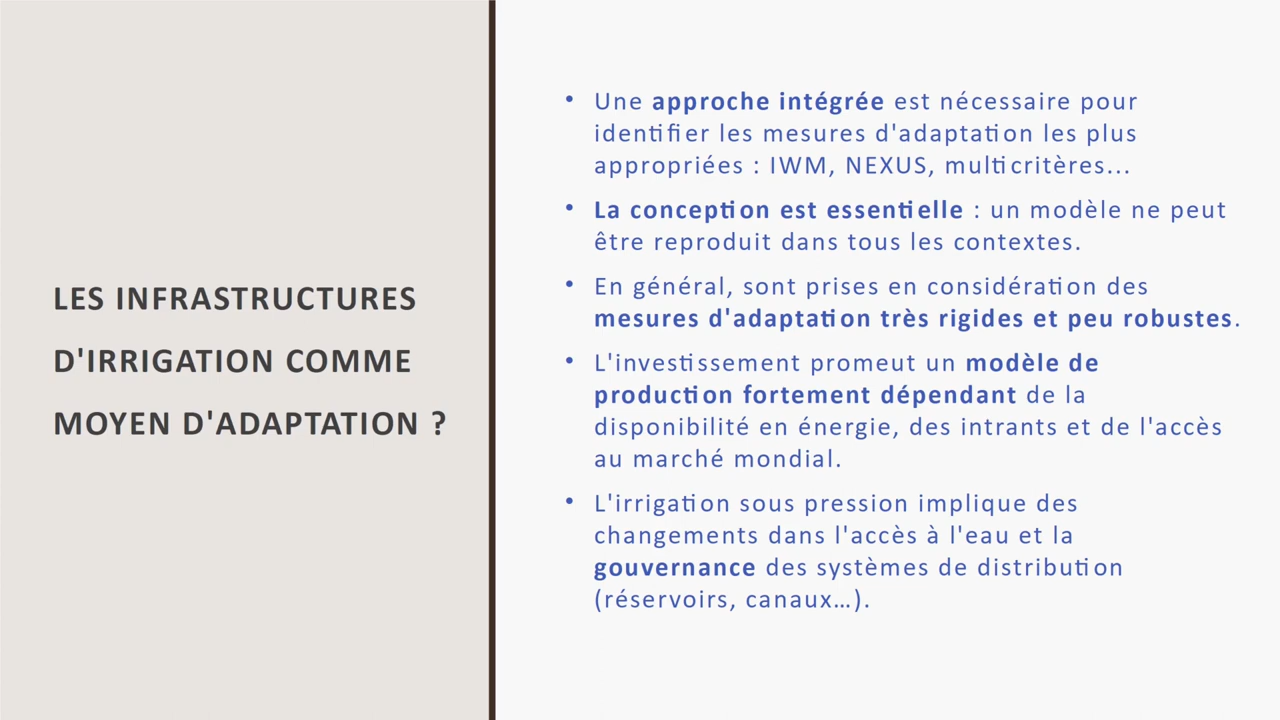 LES INFRASTRUCTURES
D'IRRIGATION COMME
MOYEN D'ADAPTATION ?
• Une approche intégrée est nécessaire pour
identifier les mesures d'adaptation les plus
appropriées : IWM, NEXUS, multicritères...
• La conception est essentielle : un modèle ne peut
être reproduit dans tous les contextes.
• En général, sont prises en considération des
mesures d'adaptation très rigides et peu robustes.
• L'investissement promeut un modèle de
production fortement dépendant de la
disponibilité en énergie, des intrants et de l'accès
au marché mondial.
• L'irrigation sous pression implique des
changements dans l'accès à l'eau et la
gouvernance des systèmes de distribution
(réservoirs, canaux…).